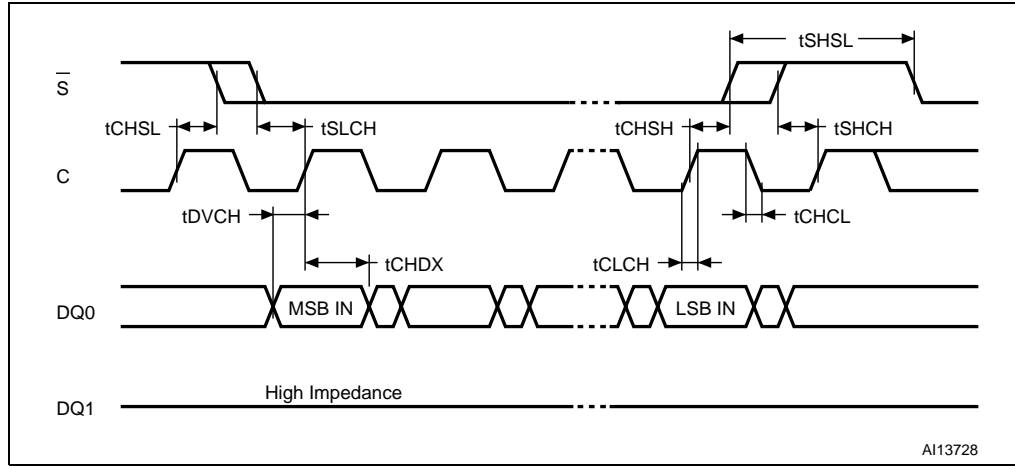 tSHSL
S
tCHSL
tSLCH
tCHSH
tSHCH
C
tDVCH
tCHCL
tCHDX
tCLCH
DQ0
MSB IN
LSB IN
High Impedance
DQ1
AI13728